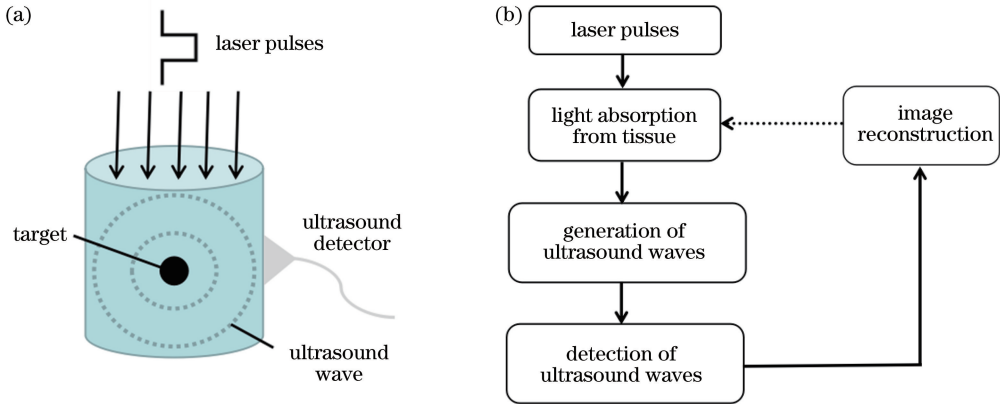 (a)
laser pulses
target
ultrasound
detector
ultrasound
wave
(b)
laser pulses
light absorption
from tissue
image
reconstruction
generation of
ultrasound waves
detection of
ultrasound waves